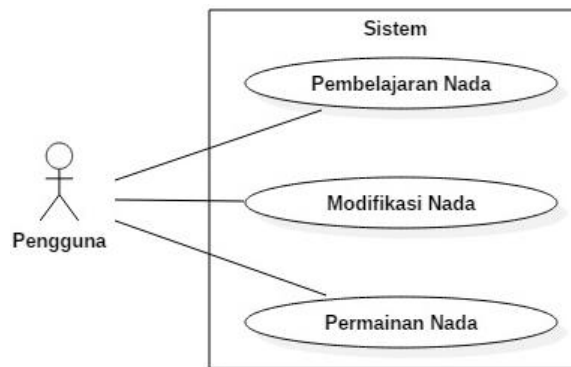 Sistem
Pembelajaran Nada
Modifikasi Nada
Pengguna
Permainan Nada